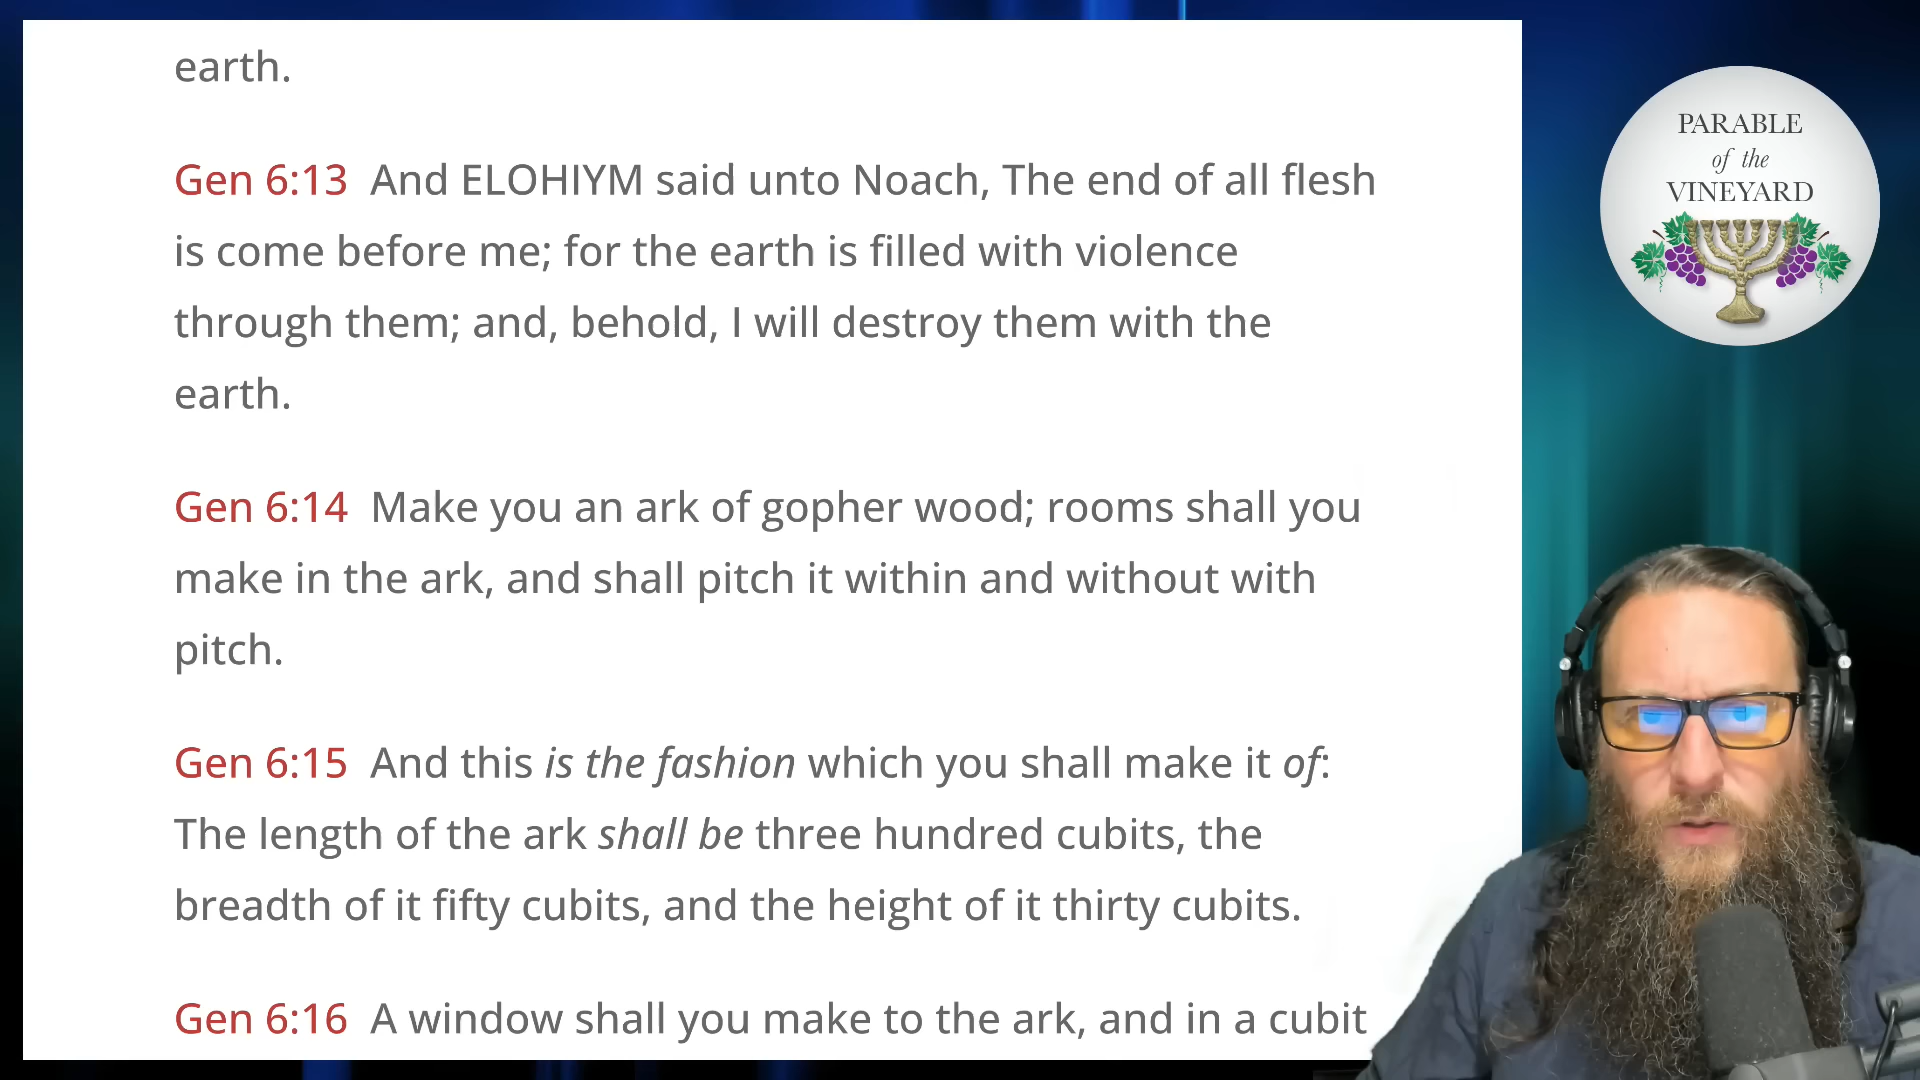 earth.
Gen 6:13 And ELOHIYM said unto Noach, The end of all flesh
is come before me; for the earth is filled with violence
through them; and, behold, I will destroy them with the
earth.
Gen 6:14 Make you an ark of gopher wood; rooms shall you
make in the ark, and shall pitch it within and without with
pitch.
Gen 6:15 And this is the fashion which you shall make it of:
The length of the ark shall be three hundred cubits, the
breadth of it fifty cubits, and the height of it thirty cubits.
Gen 6:16 A window shall you make to the ark, and in a cubit
PARABLE
of the
VINEYARD